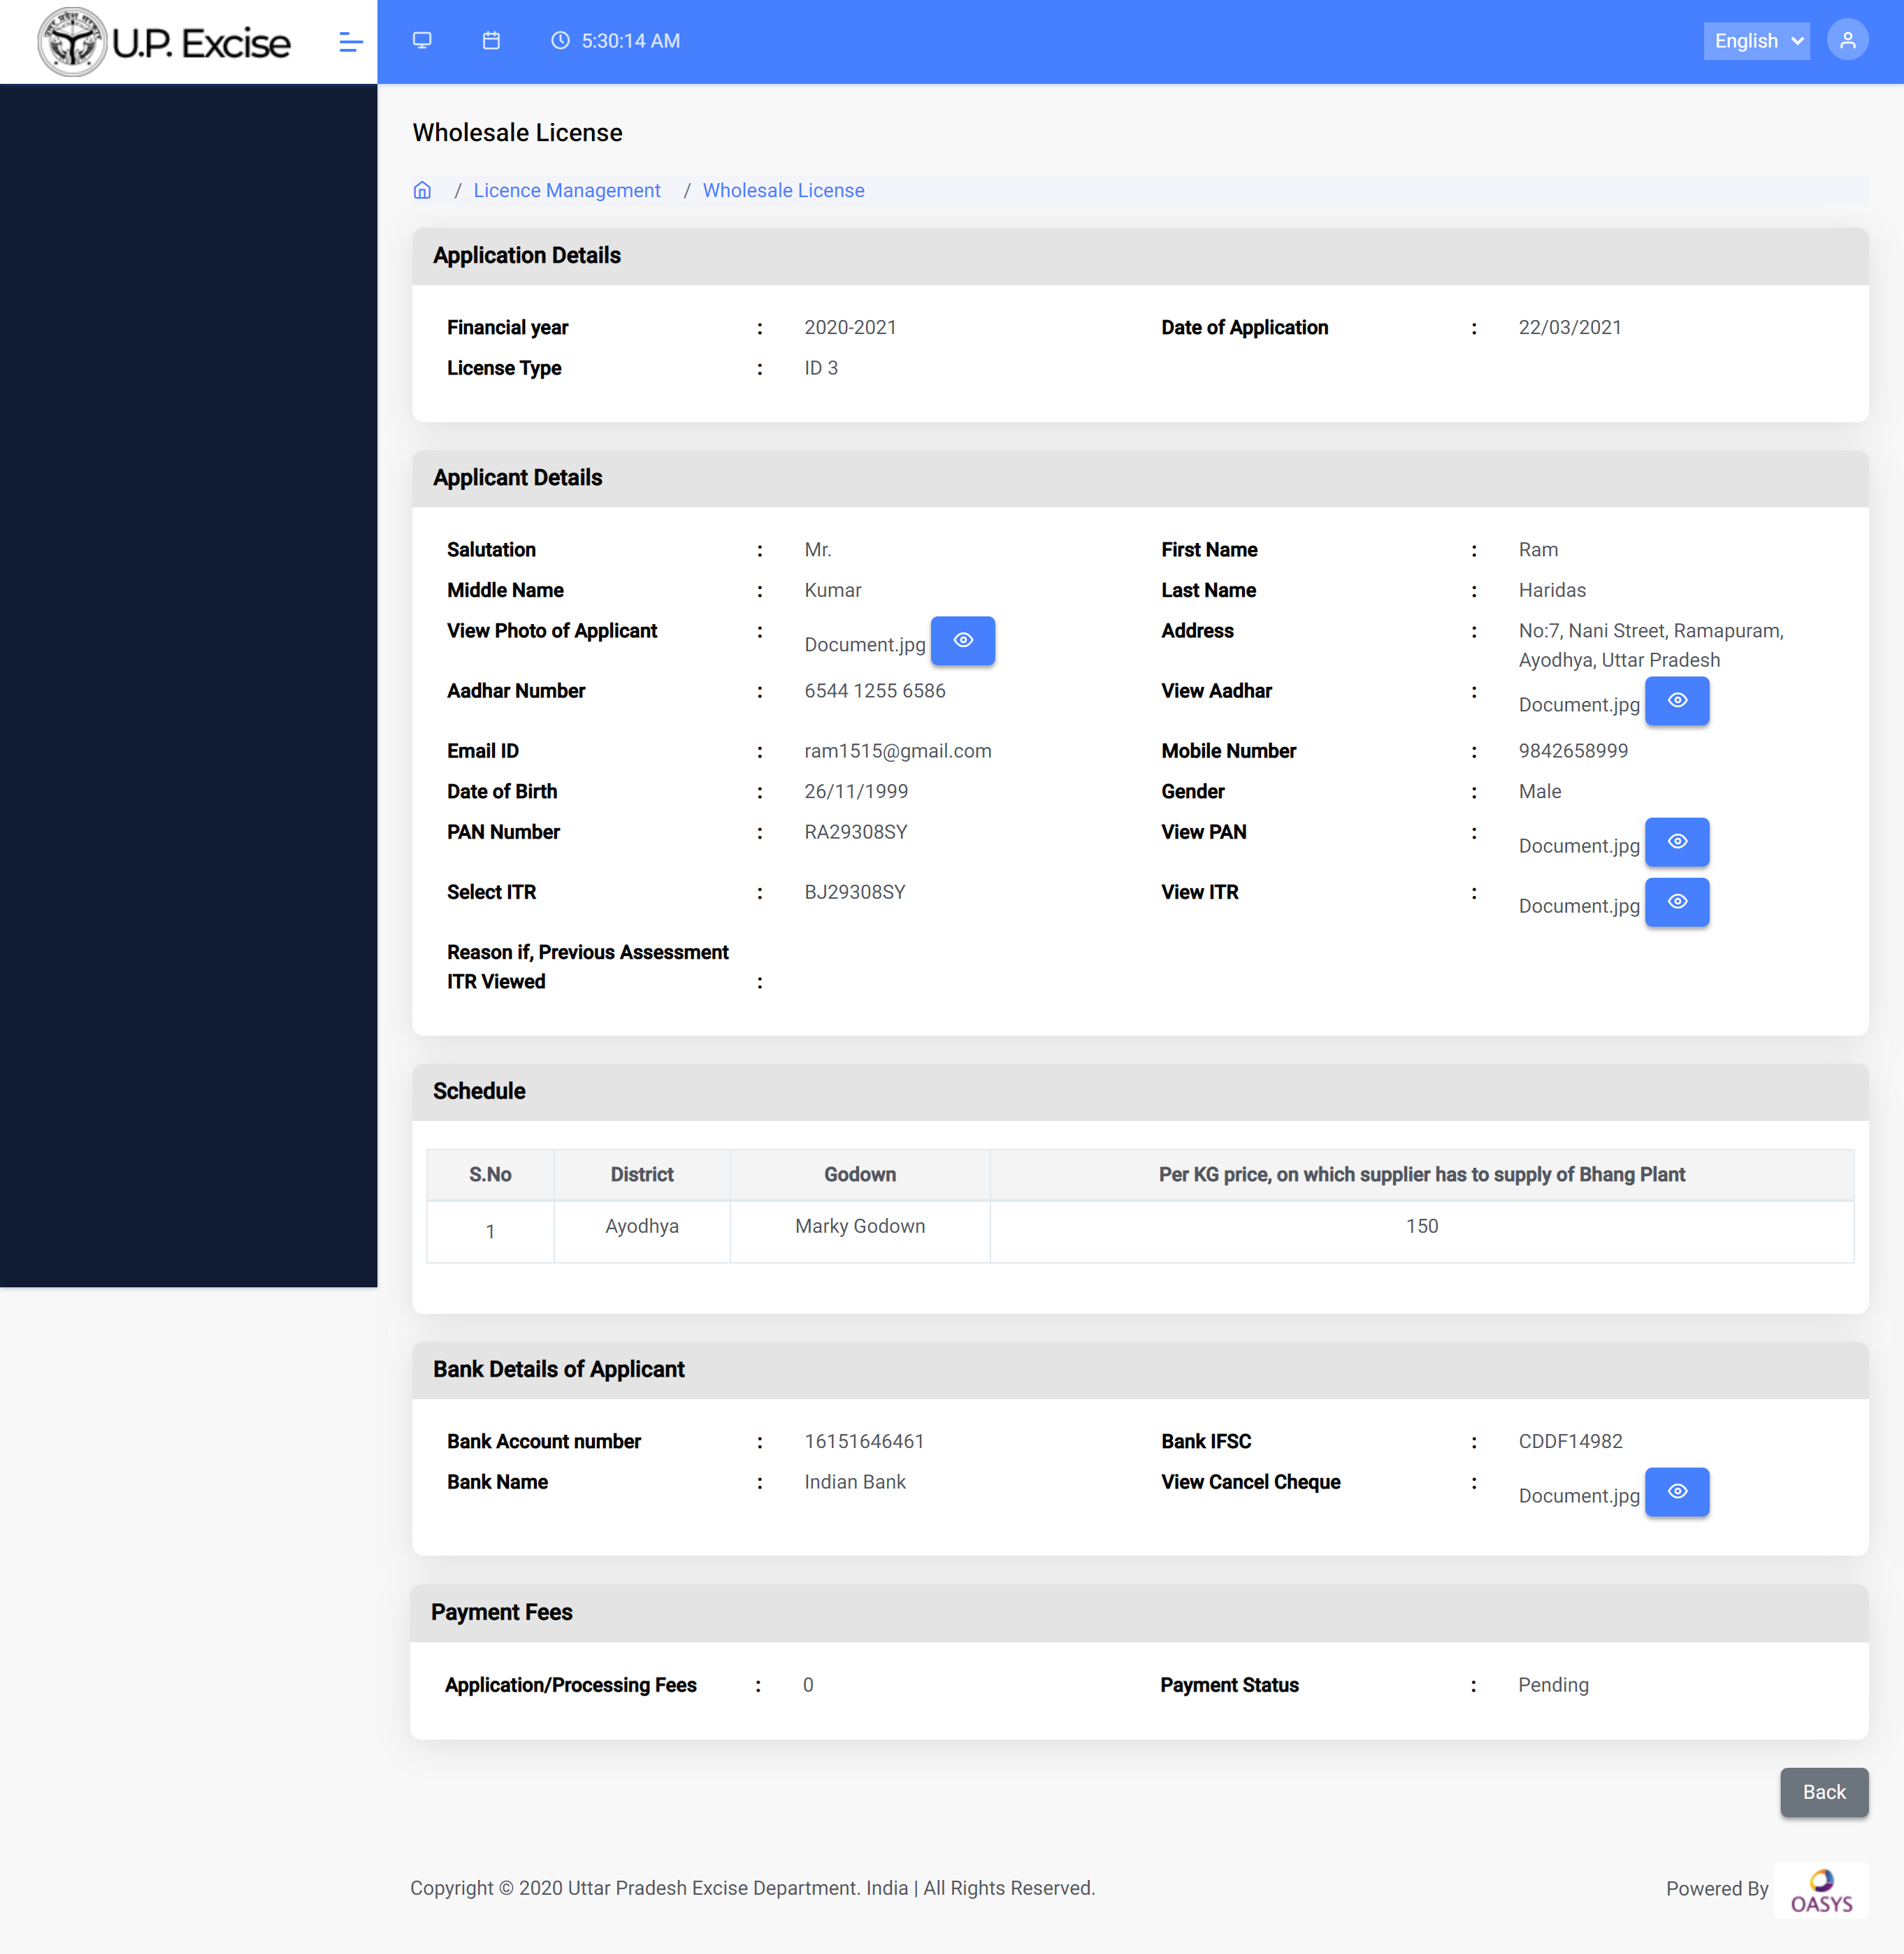 U.P. Excise
5:30:14 AM
English
Wholesale License
/ Licence Management / Wholesale License
Application Details
Financial year : 2020-2021 Date of Application : 22/03/2021
License Type : ID 3
Applicant Details
Salutation : Mr. First Name : Ram
Middle Name : Kumar Last Name : Haridas
View Photo of Applicant : Document.jpg Address : No:7, Nani Street, Ramapuram,
Ayodhya, Uttar Pradesh
Aadhar Number : 6544 1255 6586 View Aadhar : Document.jpg
Email ID : ram1515@gmail.com Mobile Number : 9842658999
Date of Birth : 26/11/1999 Gender : Male
PAN Number : RA29308SY View PAN : Document.jpg
Select ITR : BJ29308SY View ITR : Document.jpg
Reason if, Previous Assessment
ITR Viewed :
Schedule
S.No District Godown Per KG price, on which supplier has to supply of Bhang Plant
1 Ayodhya Marky Godown 150
Bank Details of Applicant
Bank Account number : 16151646461 Bank IFSC : CDDF14982
Bank Name : Indian Bank View Cancel Cheque : Document.jpg
Payment Fees
Application/Processing Fees : 0 Payment Status : Pending
Back
Copyright © 2020 Uttar Pradesh Excise Department. India | All Rights Reserved.
Powered By OASYS